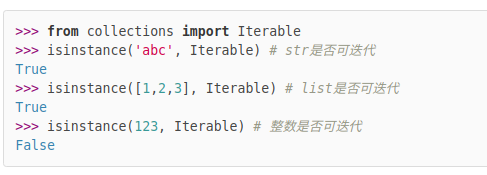 >>> from collections import Iterable
>>> isinstance('abc', Iterable) # str是否可迭代
True
>>> isinstance([1,2,3], Iterable) # list是否可迭代
True
>>> isinstance(123, Iterable) # 整数是否可迭代
False